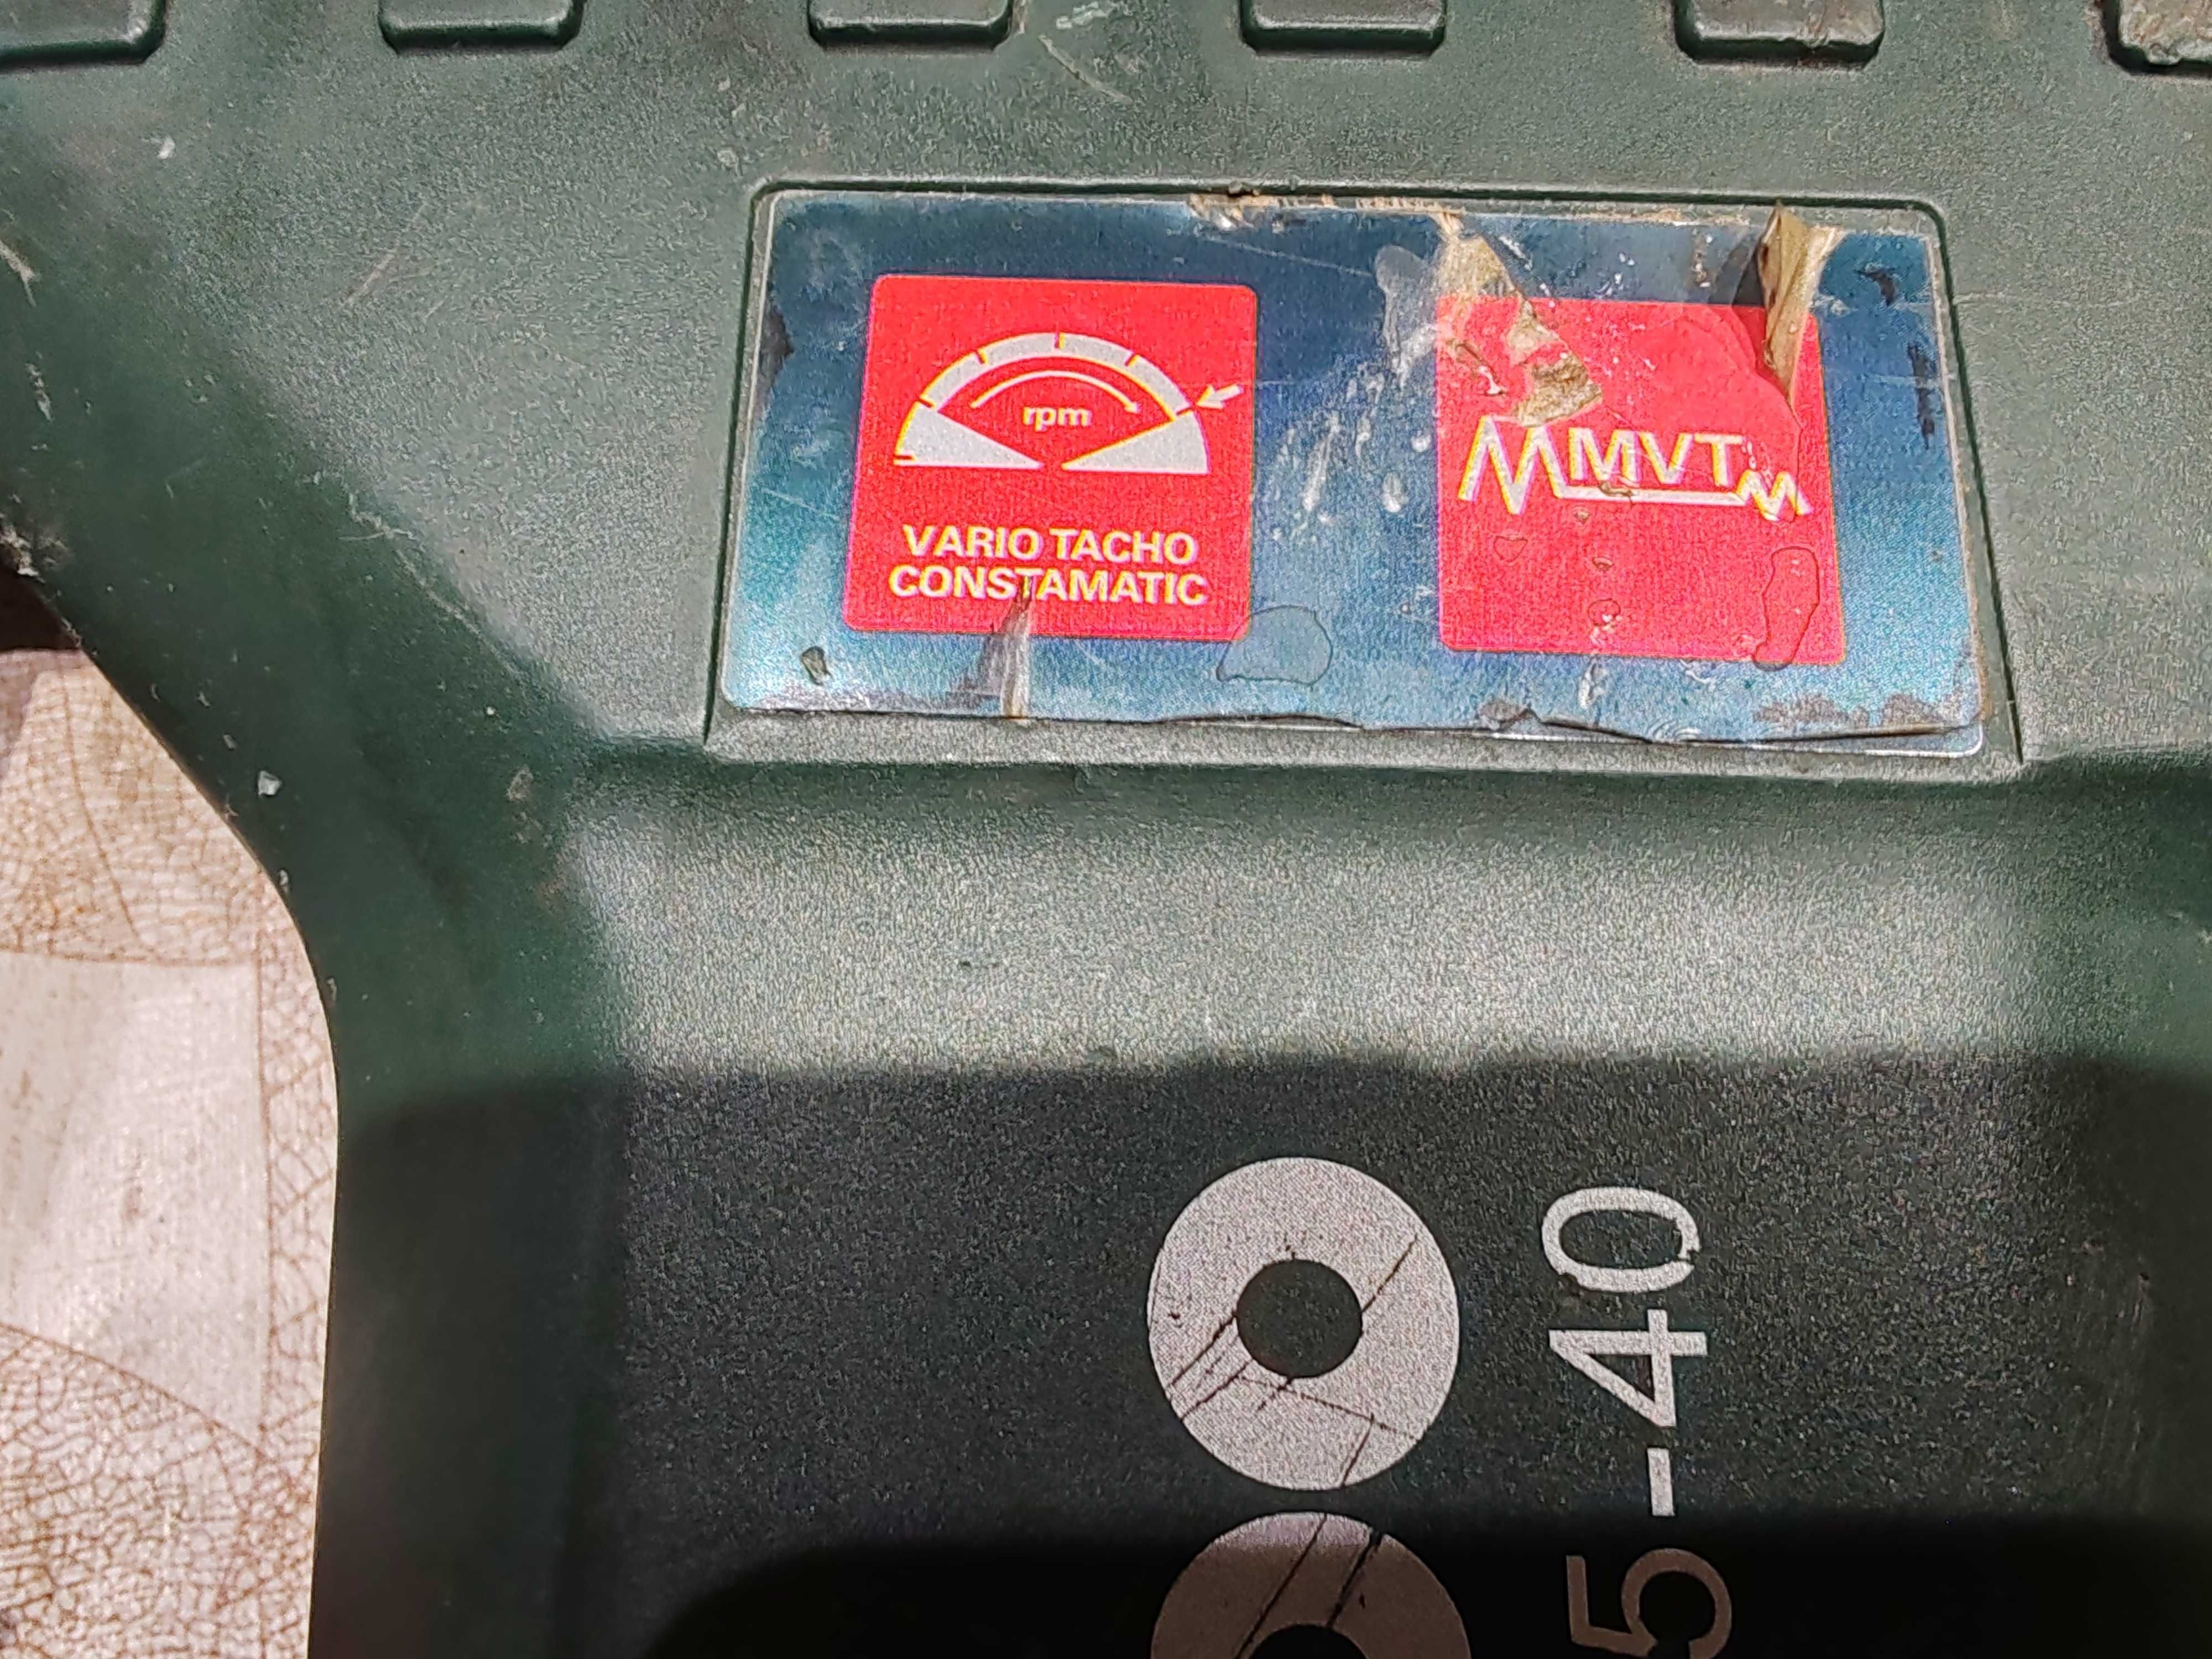 rpm
VARIO TACHO
CONSTAMATIC
MVT
5-40